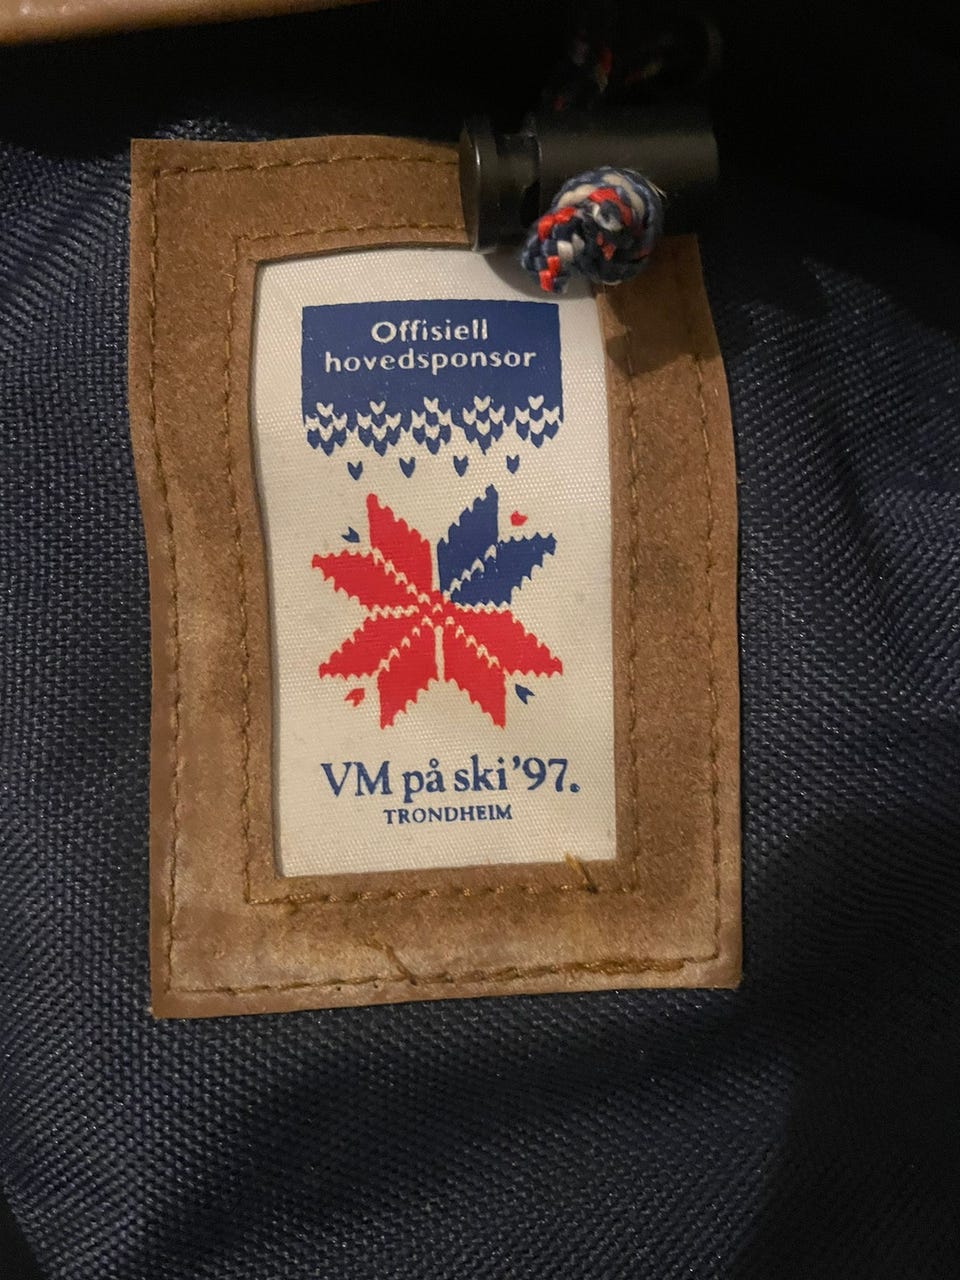 Offisiell
hovedsponsor
VM på ski '97.
TRONDHEIM